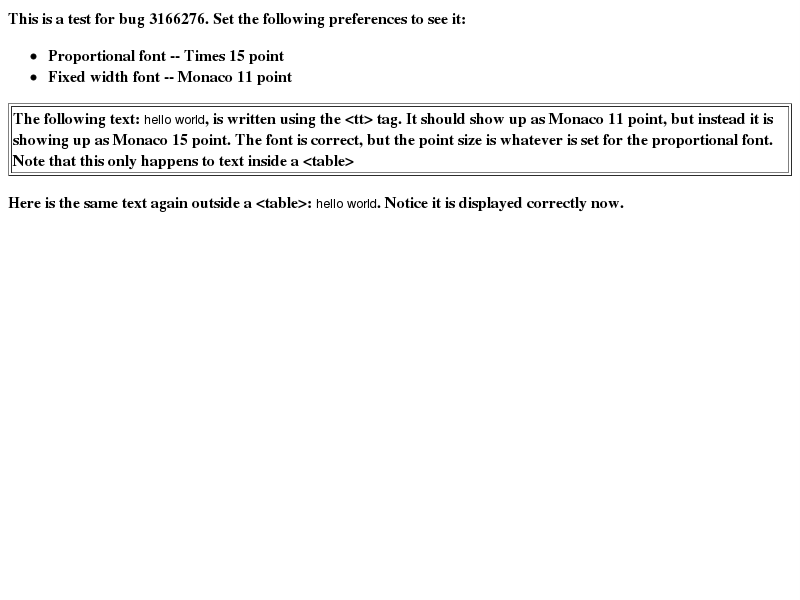 This is a test for bug 3166276. Set the following preferences to see it:
Proportional font -- Times 15 point
Fixed width font -- Monaco 11 point
The following text: hello world, is written using the <tt> tag. It should show up as Monaco 11 point, but instead it is
showing up as Monaco 15 point. The font is correct, but the point size is whatever is set for the proportional font.
Note that this only happens to text inside a <table>
Here is the same text again outside a <table>: hello world. Notice it is displayed correctly now.